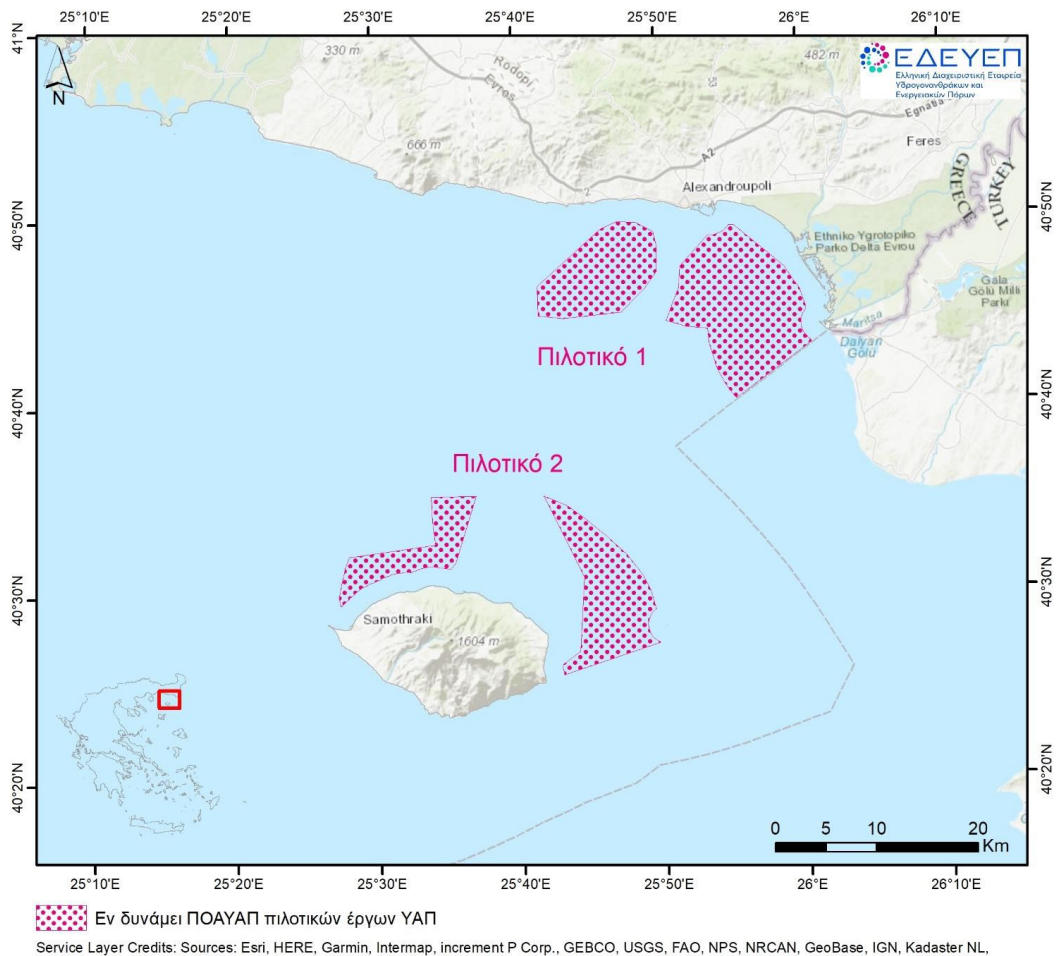 25°10'E 25°20'E 25°30'E 25°40'E 25°50'E 26°E 26°10'E
41°N
330 m
482 m
ΕΔΕΥΕΠ
Ελληνική Διαχειριστική Εταιρεία
Υδρογονανθράκων και
Ενεργειακών Πόρων
N
Rodopi
Evros
Egnatia
666 m
A2
2
Feres
GREECE
TURKEY
Alexandroupoli
40°50'N
40°50'N
Ethniko Ygrotopiko
Parko Delta Evrou
Gala
Gölü Milli
Parkı
Maritsa
Dalyan
Gölü
Πιλοτικό 1
40°40'N
40°40'N
Πιλοτικό 2
40°30'N
40°30'N
Samothraki
1604 m
40°20'N
40°20'N
0 5 10 20
Km
25°10'E 25°20'E 25°30'E 25°40'E 25°50'E 26°E 26°10'E
Εν δυνάμει ΠΟΑΥΑΠ πιλοτικών έργων ΥΑΠ
Service Layer Credits: Sources: Esri, HERE, Garmin, Intermap, increment P Corp., GEBCO, USGS, FAO, NPS, NRCAN, GeoBase, IGN, Kadaster NL,